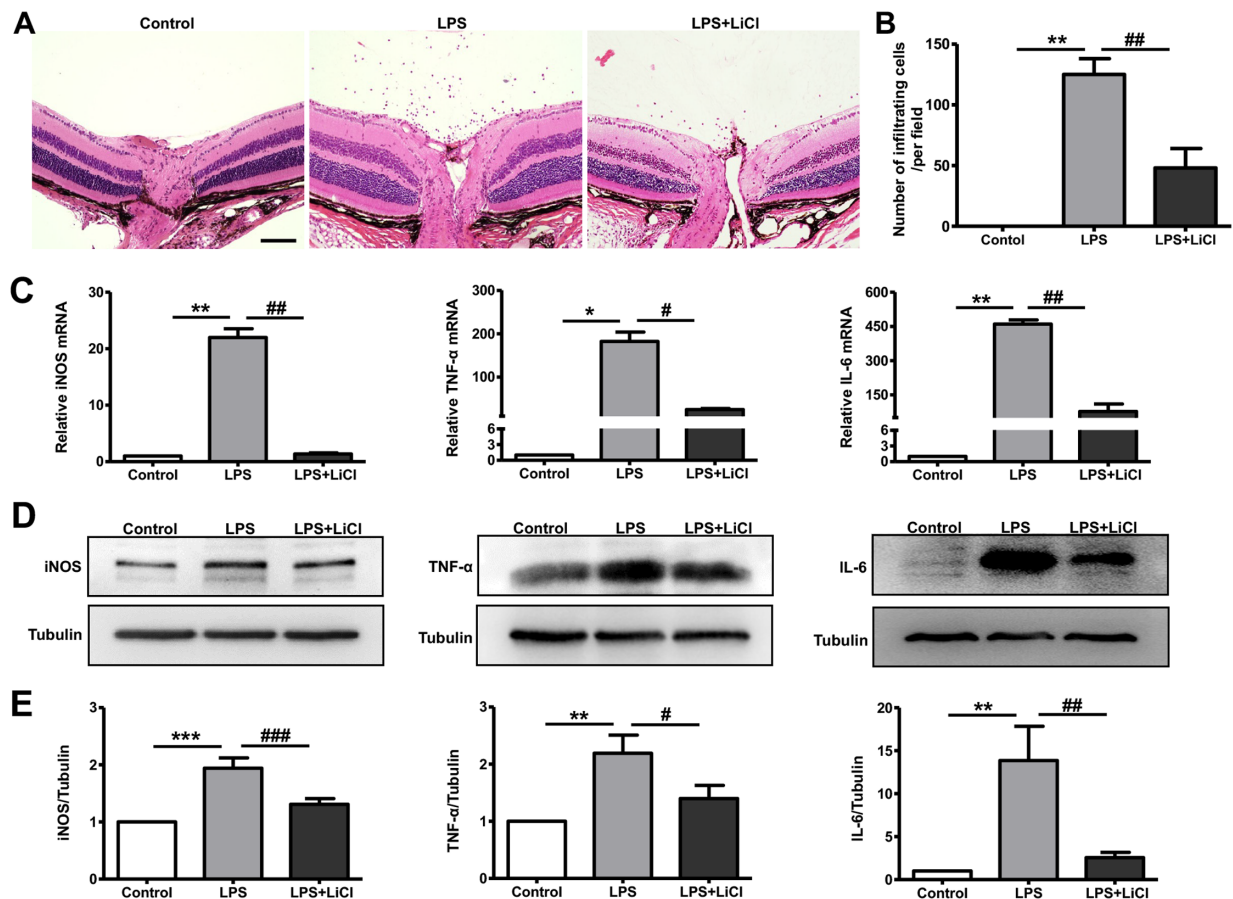 A
Control
LPS
LPS+LiCl
B
Number of infiltrating cells
/per field
150
100
50
0
**
##
Contol
LPS
LPS+LiCl
C
Relative iNOS mRNA
30
20
10
0
**
##
Control
LPS
LPS+LiCl
Relative TNF-α mRNA
300
200
100
6
3
0
*
#
Control
LPS
LPS+LiCl
Relative IL-6 mRNA
600
450
300
150
6
3
0
**
##
Control
LPS
LPS+LiCl
D
Control
LPS
LPS+LiCl
iNOS
Tubulin
Control
LPS
LPS+LiCl
TNF-α
Tubulin
Control
LPS
LPS+LiCl
IL-6
Tubulin
E
iNOS/Tubulin
3
2
1
0
***
###
Control
LPS
LPS+LiCl
TNF-α/Tubulin
3
2
1
0
**
#
Control
LPS
LPS+LiCl
IL-6/Tubulin
20
15
10
5
0
**
##
Control
LPS
LPS+LiCl